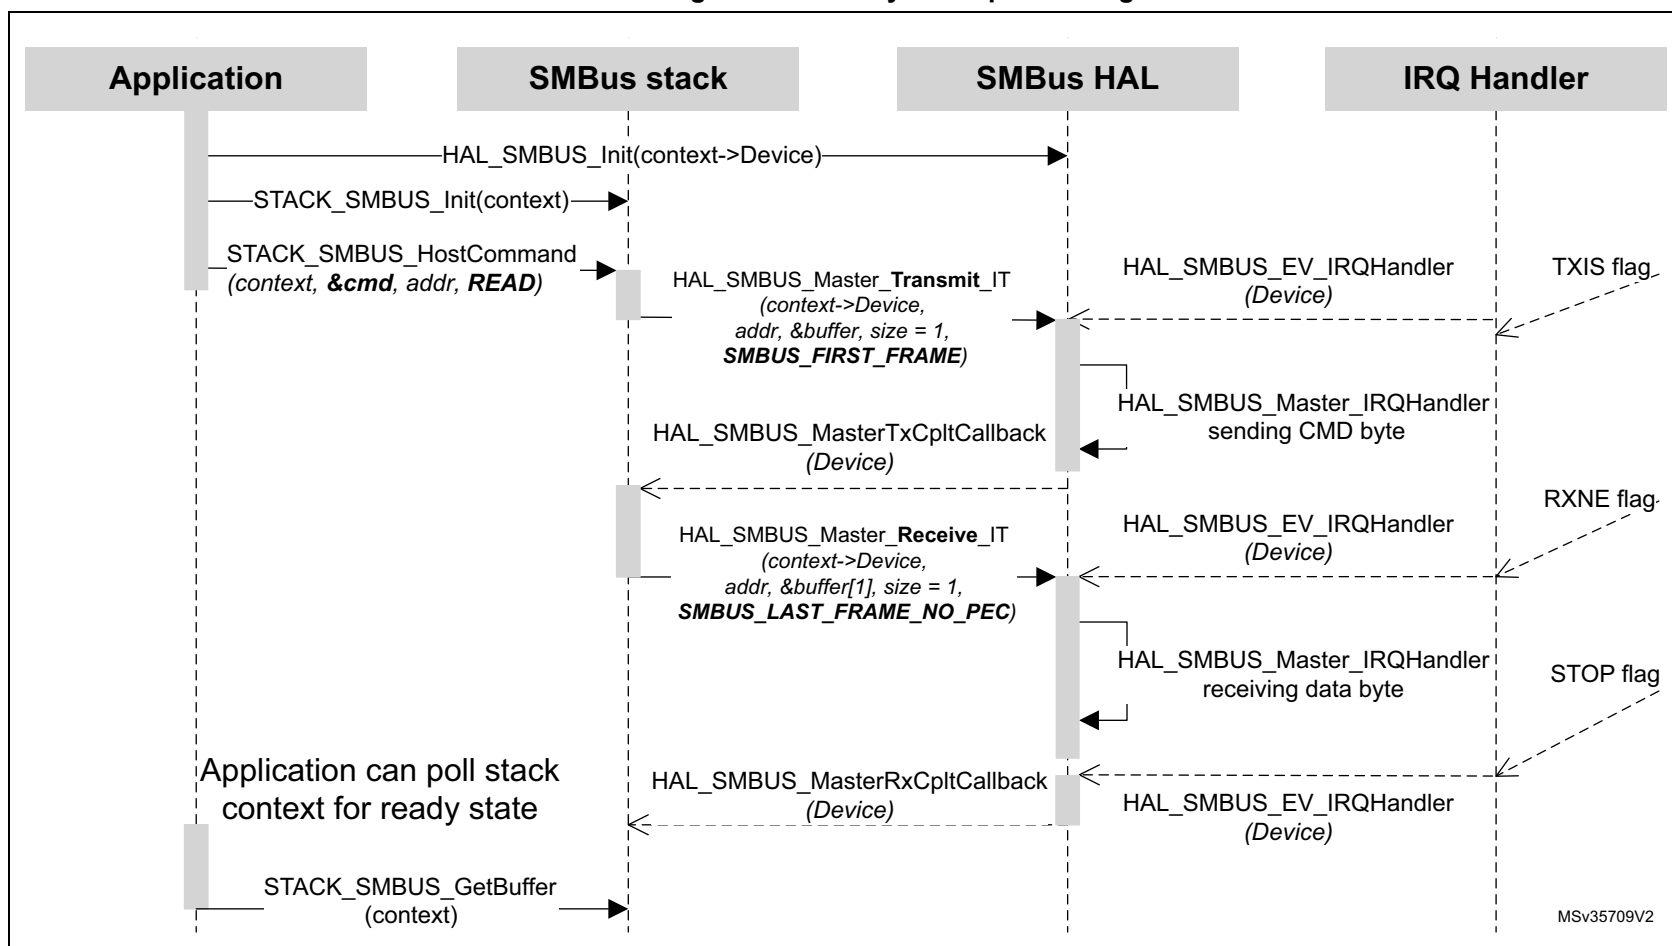 Application
SMBus stack
SMBus HAL
IRQ Handler
HAL_SMBUS_Init(context->Device)
STACK_SMBUS_Init(context)
STACK_SMBUS_HostCommand
(context, &cmd, addr, READ)
HAL_SMBUS_Master_Transmit_IT
(context->Device,
addr, &buffer, size = 1,
SMBUS_FIRST_FRAME)
HAL_SMBUS_EV_IRQHandler
(Device)
TXIS flag
HAL_SMBUS_Master_IRQHandler
sending CMD byte
HAL_SMBUS_MasterTxCpltCallback
(Device)
HAL_SMBUS_Master_Receive_IT
(context->Device,
addr, &buffer[1], size = 1,
SMBUS_LAST_FRAME_NO_PEC)
HAL_SMBUS_EV_IRQHandler
(Device)
RXNE flag
HAL_SMBUS_Master_IRQHandler
receiving data byte
STOP flag
Application can poll stack
context for ready state
HAL_SMBUS_MasterRxCpltCallback
(Device)
HAL_SMBUS_EV_IRQHandler
(Device)
STACK_SMBUS_GetBuffer
(context)
MSv35709V2